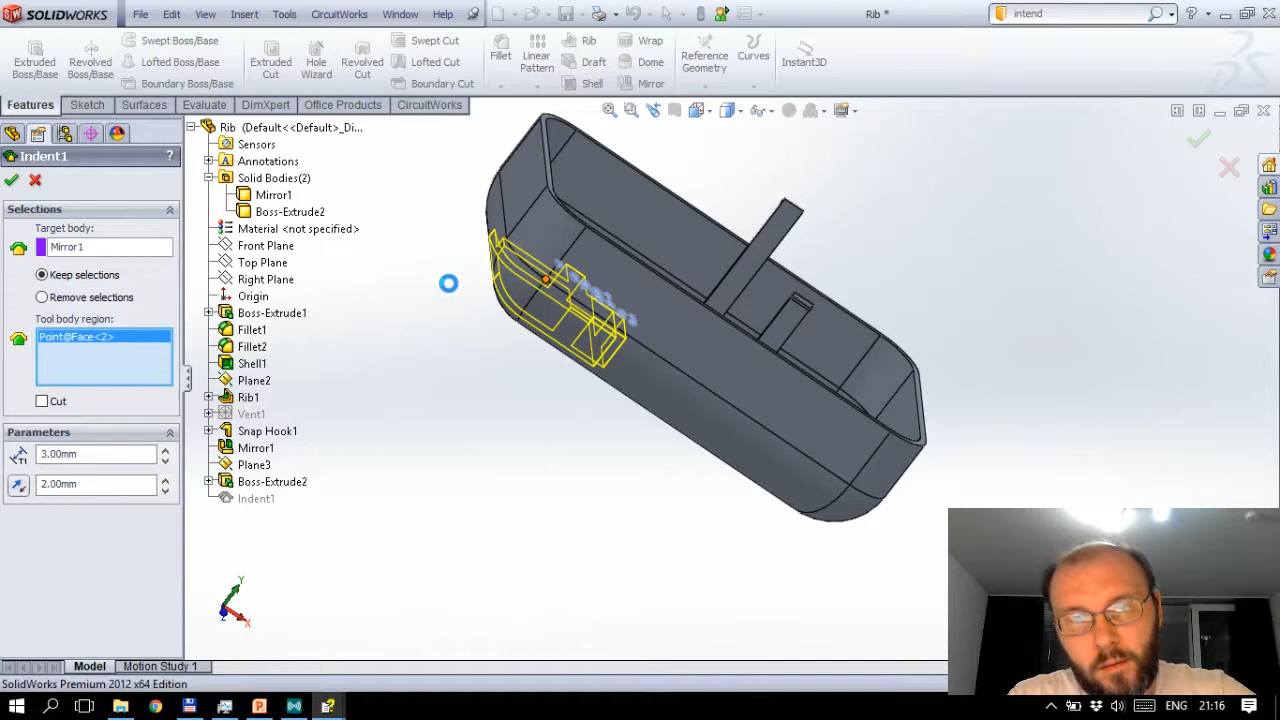 SW SOLIDWORKS File Edit View Insert Tools CircuitWorks Window Help Rib * intend
Extruded Boss/Base
Revolved Boss/Base
Swept Boss/Base
Lofted Boss/Base
Boundary Boss/Base
Extruded Cut
Hole Wizard
Revolved Cut
Swept Cut
Lofted Cut
Boundary Cut
Fillet
Linear Pattern
Rib
Draft
Shell
Wrap
Dome
Mirror
Reference Geometry
Curves
Instant3D
Features Sketch Surfaces Evaluate DimXpert Office Products CircuitWorks
Indent1 ?
Selections
Target body:
Mirror1
Keep selections
Remove selections
Tool body region:
Point@Face<2>
Cut
Parameters
3.00mm
2.00mm
Rib (Default<<Default>_Di...
Sensors
Annotations
Solid Bodies(2)
Mirror1
Boss-Extrude2
Material <not specified>
Front Plane
Top Plane
Right Plane
Origin
Boss-Extrude1
Fillet1
Fillet2
Shell1
Plane2
Rib1
Vent1
Snap Hook1
Mirror1
Plane3
Boss-Extrude2
Indent1
Y
X
Z
Model Motion Study 1
SolidWorks Premium 2012 x64 Edition
ENG 21:16